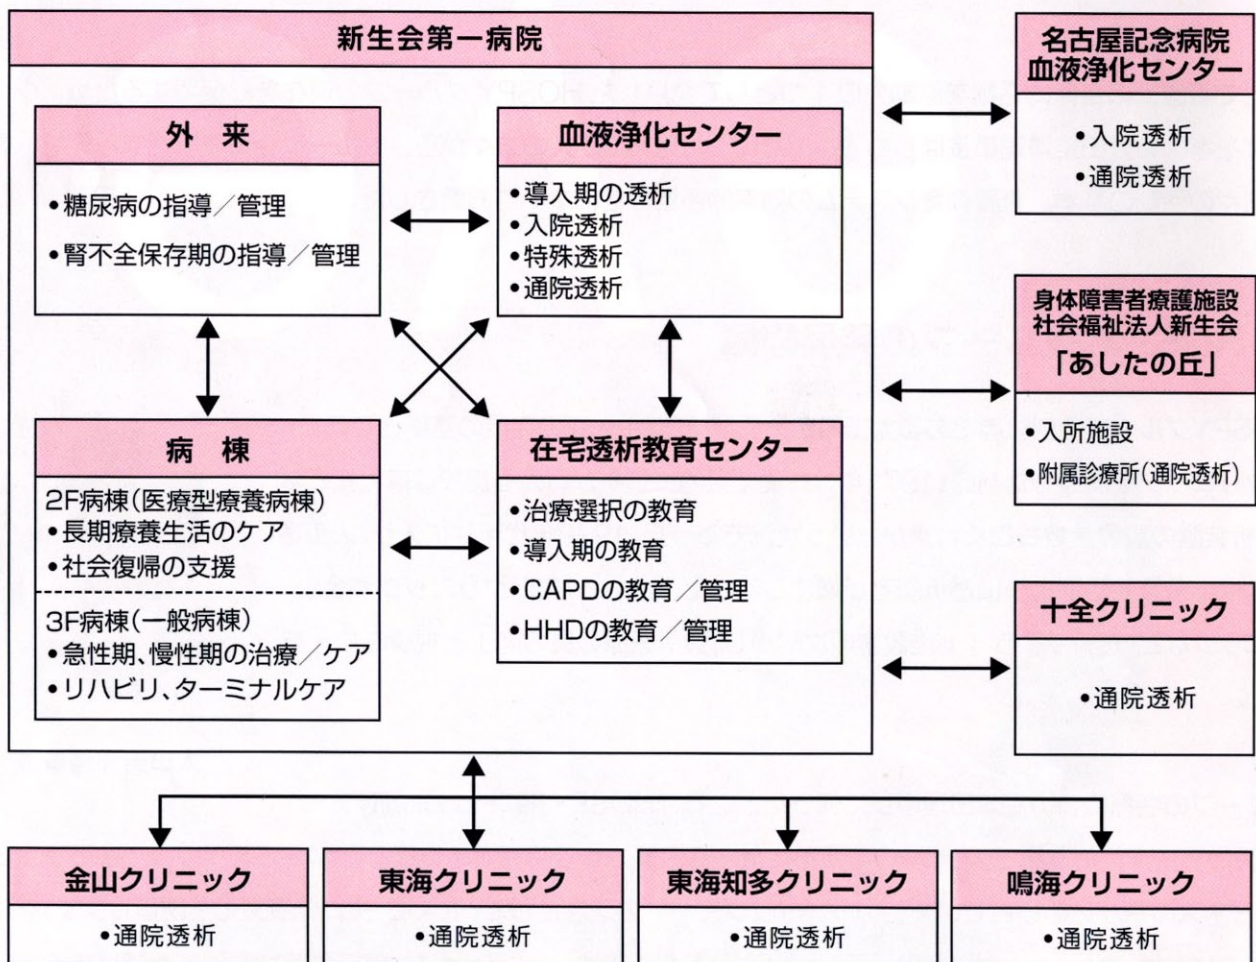 新生会第一病院
外 来
•糖尿病の指導／管理
•腎不全保存期の指導／管理
血液浄化センター
•導入期の透析
•入院透析
•特殊透析
•通院透析
病 棟
2F病棟(医療型療養病棟)
•長期療養生活のケア
•社会復帰の支援
3F病棟(一般病棟)
•急性期、慢性期の治療／ケア
•リハビリ、ターミナルケア
在宅透析教育センター
•治療選択の教育
•導入期の教育
•CAPDの教育／管理
•HHDの教育／管理
名古屋記念病院
血液浄化センター
•入院透析
•通院透析
身体障害者療護施設
社会福祉法人新生会
「あしたの丘」
•入所施設
•附属診療所(通院透析)
十全クリニック
•通院透析
金山クリニック
•通院透析
東海クリニック
•通院透析
東海知多クリニック
•通院透析
鳴海クリニック
•通院透析